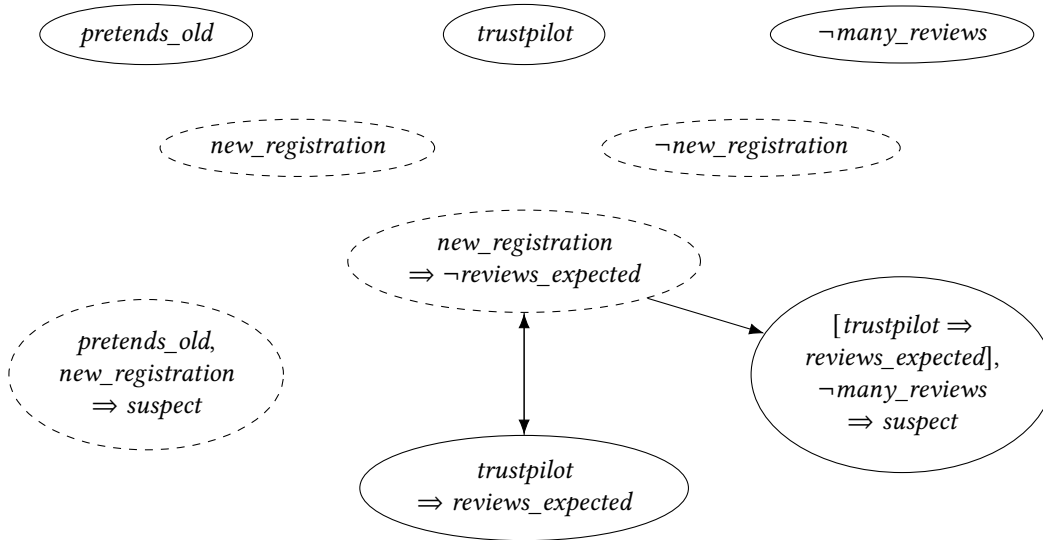 pretends_old
trustpilot
¬many_reviews
new_registration
¬new_registration
new_registration
⇒ ¬reviews_expected
pretends_old,
new_registration
⇒ suspect
[trustpilot ⇒
reviews_expected],
¬many_reviews
⇒ suspect
trustpilot
⇒ reviews_expected